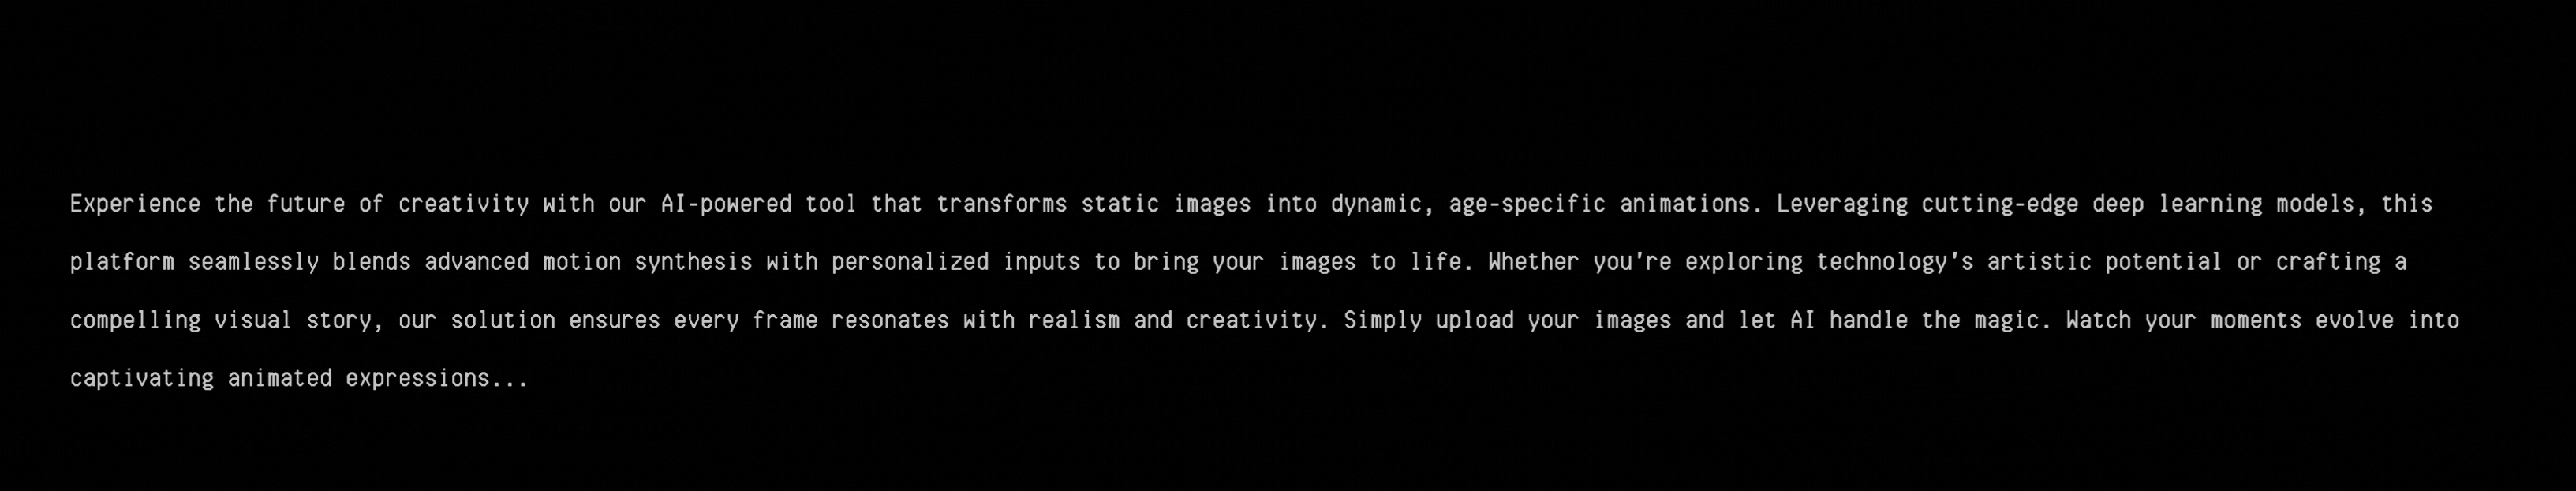 Experience the future of creativity with our AI-powered tool that transforms static images into dynamic, age-specific animations. Leveraging cutting-edge deep learning models, this
platform seamlessly blends advanced motion synthesis with personalized inputs to bring your images to life. Whether you're exploring technology's artistic potential or crafting a
compelling visual story, our solution ensures every frame resonates with realism and creativity. Simply upload your images and let AI handle the magic. Watch your moments evolve into
captivating animated expressions...